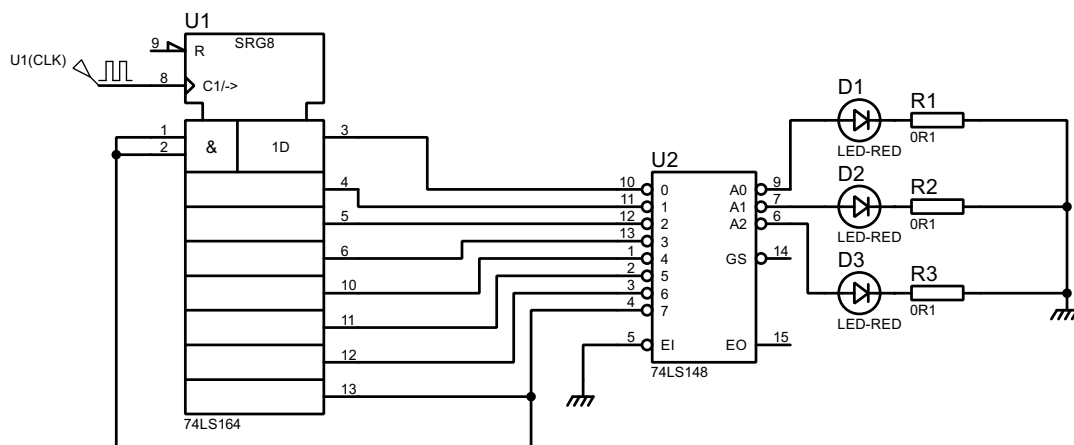 U1
9
R
SRG8
U1(CLK)
8
C1/->
1
2
&
1D
3
4
5
6
10
11
12
13
74LS164
U2
10
0
11
1
12
2
13
3
1
4
2
5
3
6
4
7
5
EI
A0
9
A1
7
A2
6
GS
14
EO
15
74LS148
D1
LED-RED
R1
0R1
D2
LED-RED
R2
0R1
D3
LED-RED
R3
0R1